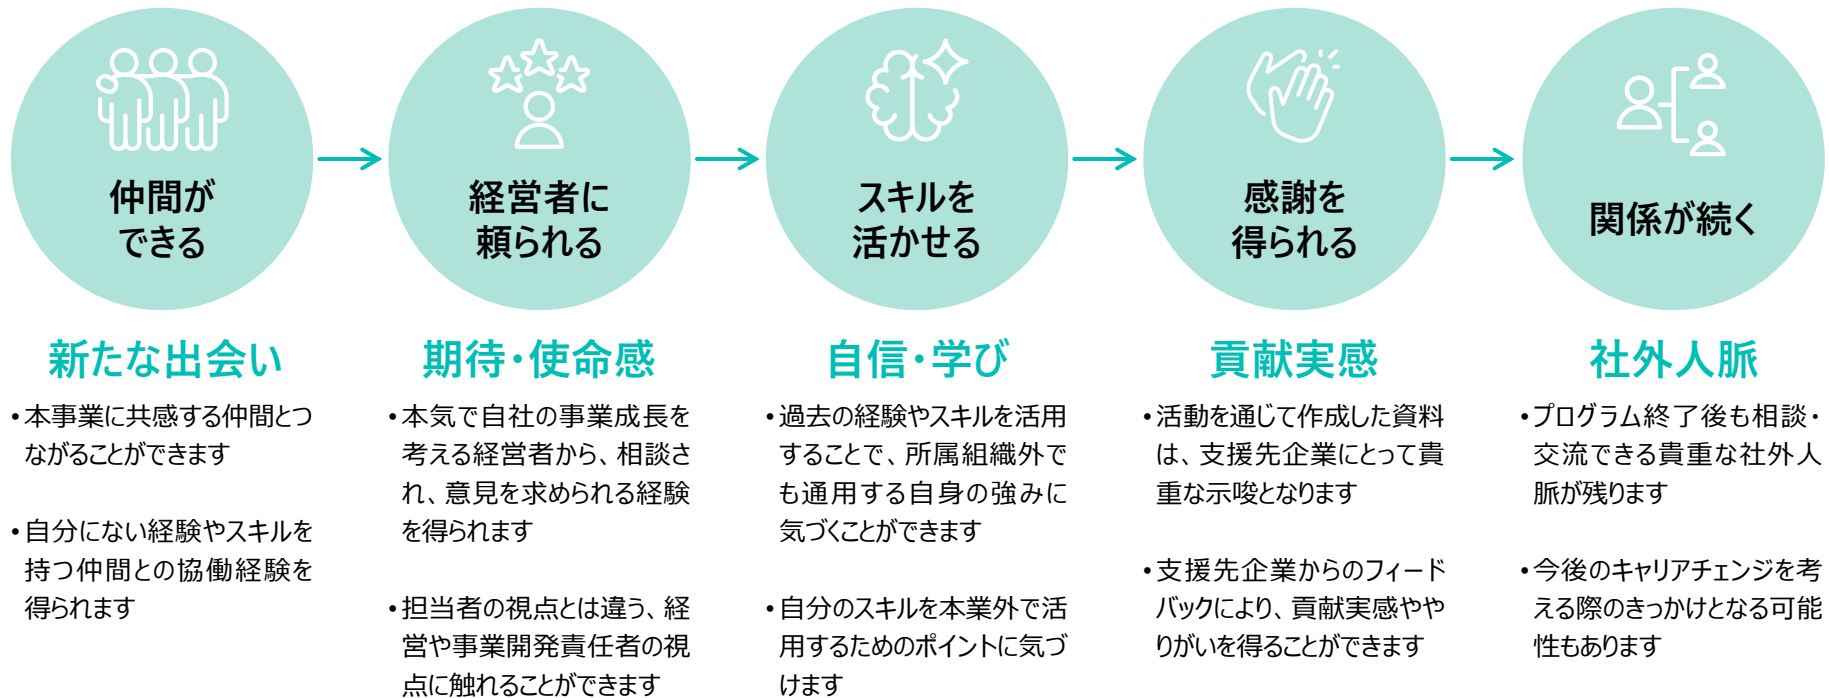 仲間が
できる
新たな出会い
•本事業に共感する仲間とつ
ながることができます
•自分にない経験やスキルを
持つ仲間との協働経験を
得られます
経営者に
頼られる
期待・使命感
•本気で自社の事業成長を
考える経営者から、相談さ
れ、意見を求められる経験
を得られます
•担当者の視点とは違う、経
営や事業開発責任者の視
点に触れることができます
スキルを
活かせる
自信・学び
•過去の経験やスキルを活用
することで、所属組織外で
も通用する自身の強みに
気づくことができます
•自分のスキルを本業外で活
用するためのポイントに気づ
けます
感謝を
得られる
貢献実感
•活動を通じて作成した資料
は、支援先企業にとって貴
重な示唆となります
•支援先企業からのフィード
バックにより、貢献実感やや
りがいを得ることができます
関係が続く
社外人脈
•プログラム終了後も相談・
交流できる貴重な社外人
脈が残ります
•今後のキャリアチェンジを考
える際のきっかけとなる可能
性もあります